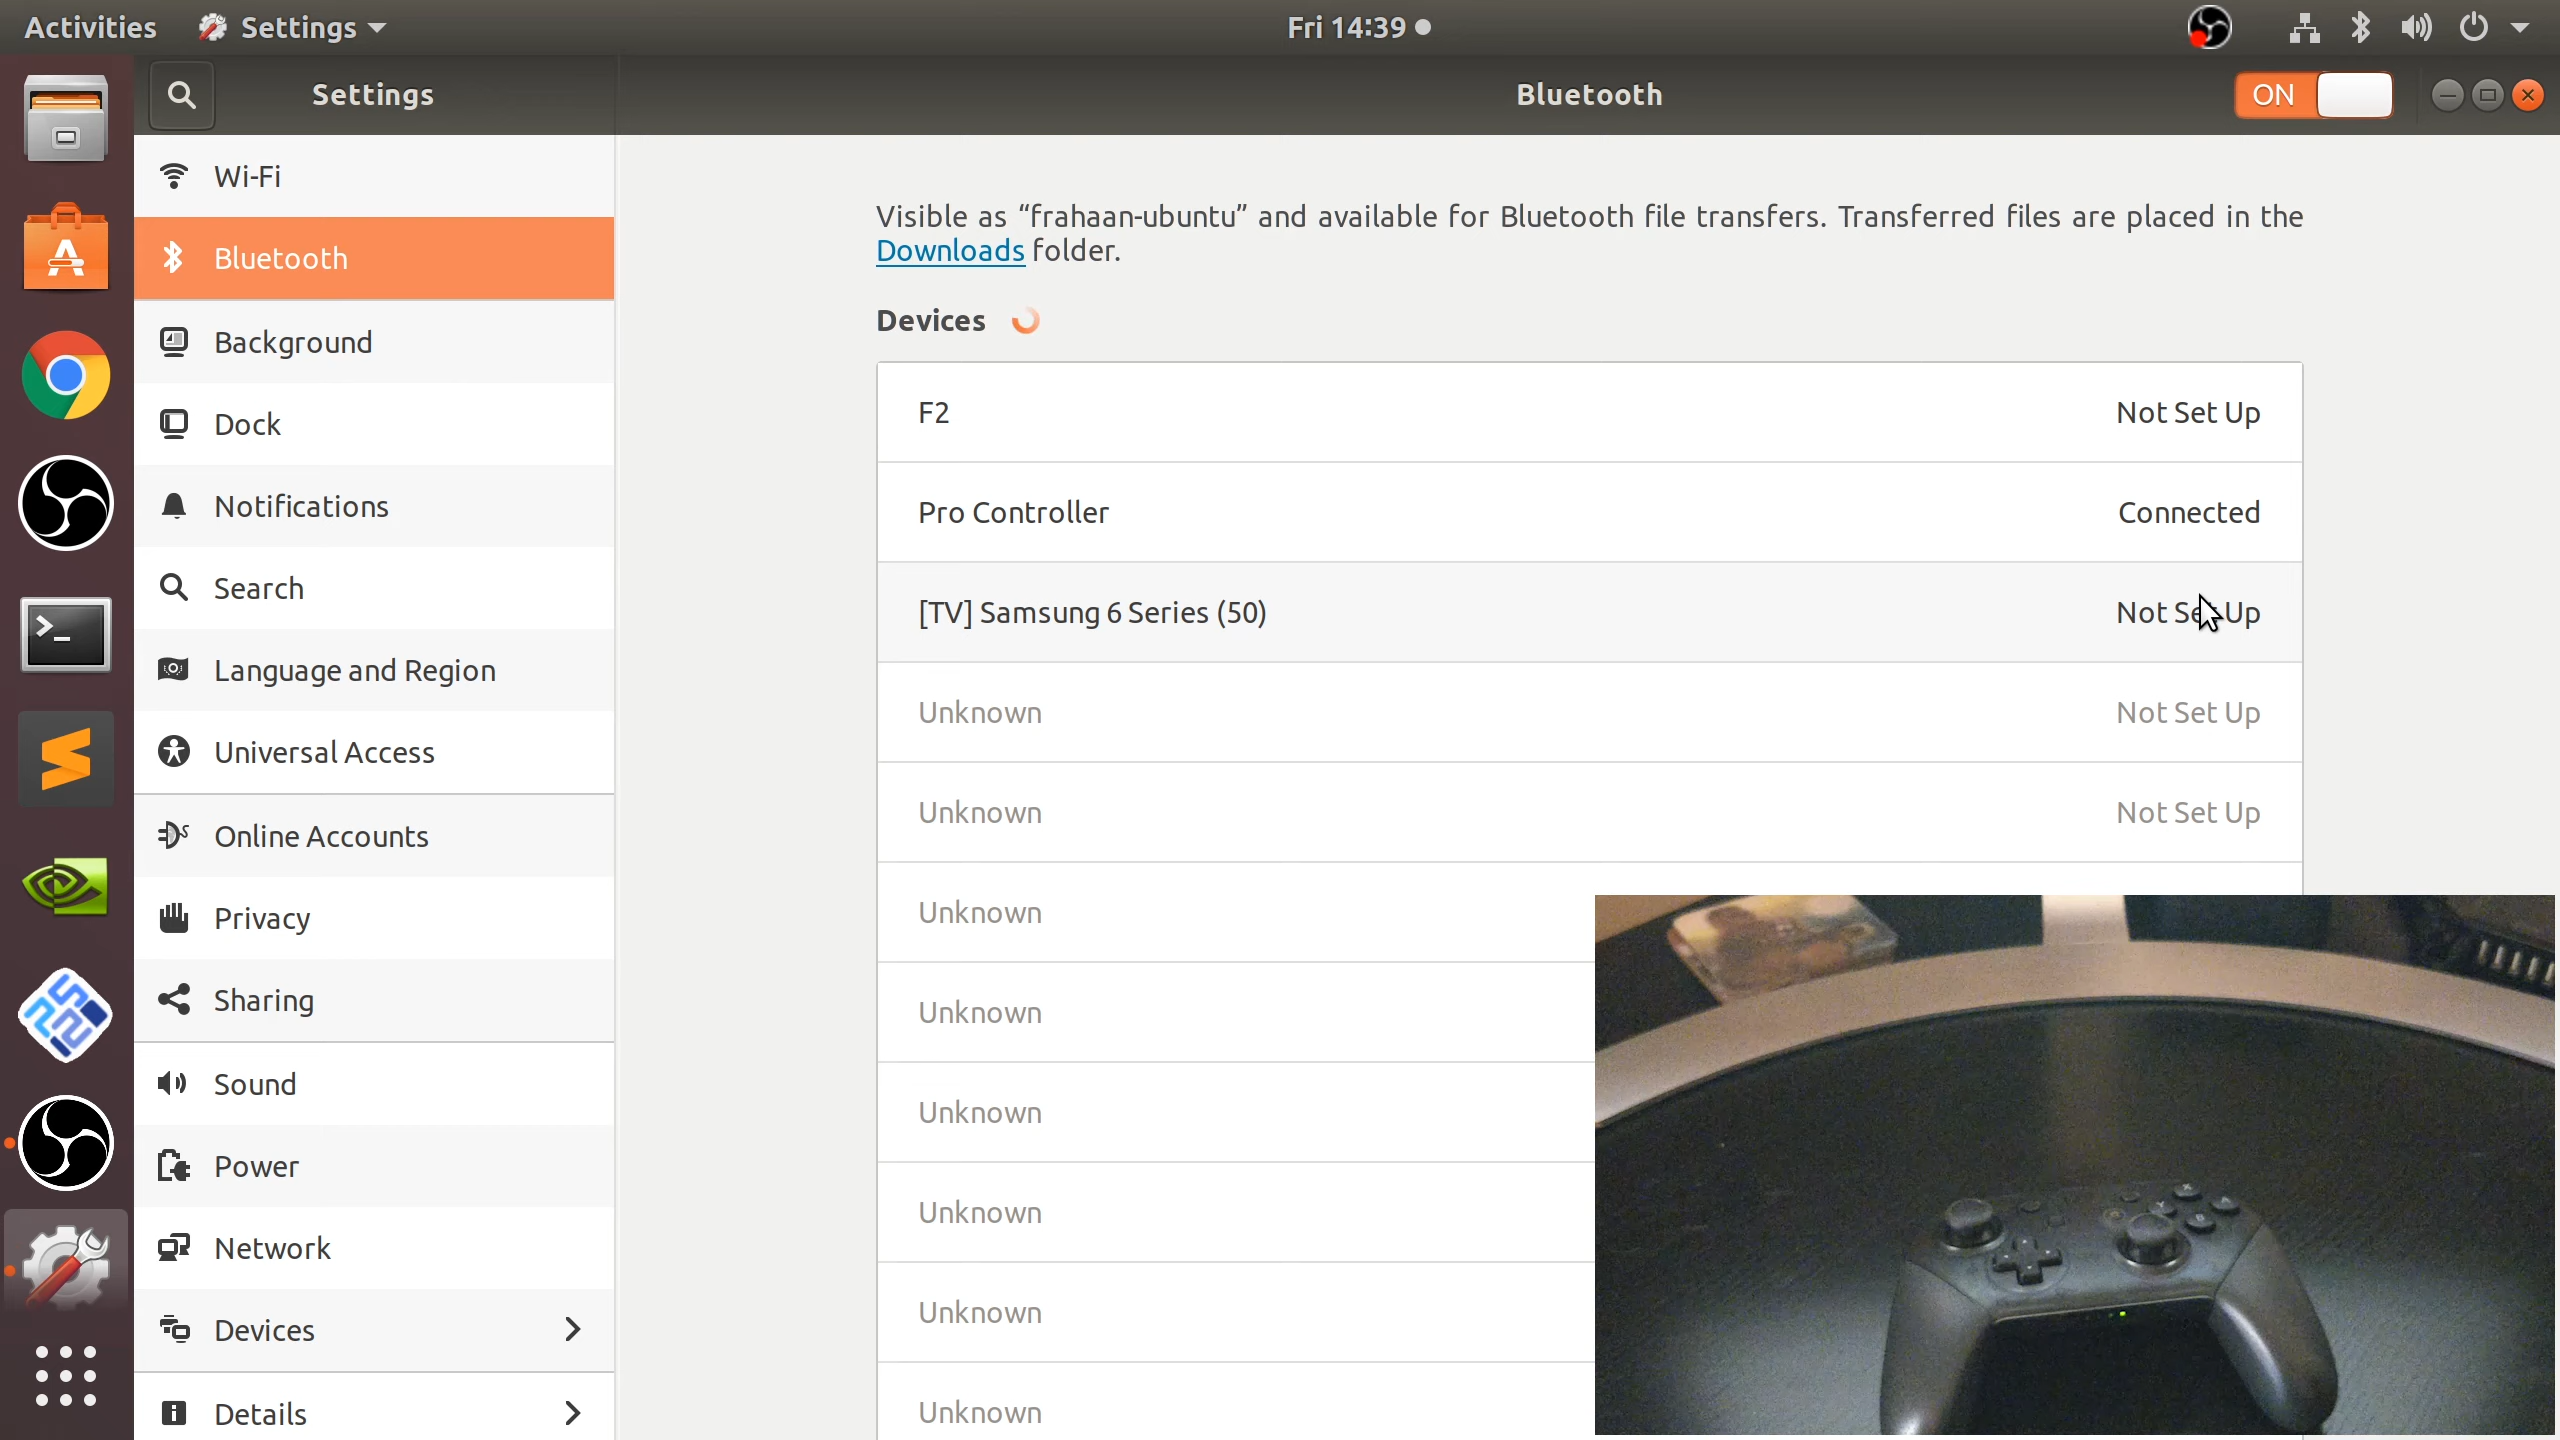 Activities Settings Fri 14:39
Settings Bluetooth ON
Wi-Fi
Bluetooth
Background
Dock
Notifications
Search
Language and Region
Universal Access
Online Accounts
Privacy
Sharing
Sound
Power
Network
Devices
Details
Visible as “frahaan-ubuntu” and available for Bluetooth file transfers. Transferred files are placed in the
Downloads folder.
Devices
F2 Not Set Up
Pro Controller Connected
[TV] Samsung 6 Series (50) Not Set Up
Unknown Not Set Up
Unknown Not Set Up
Unknown
Unknown
Unknown
Unknown
Unknown
Unknown